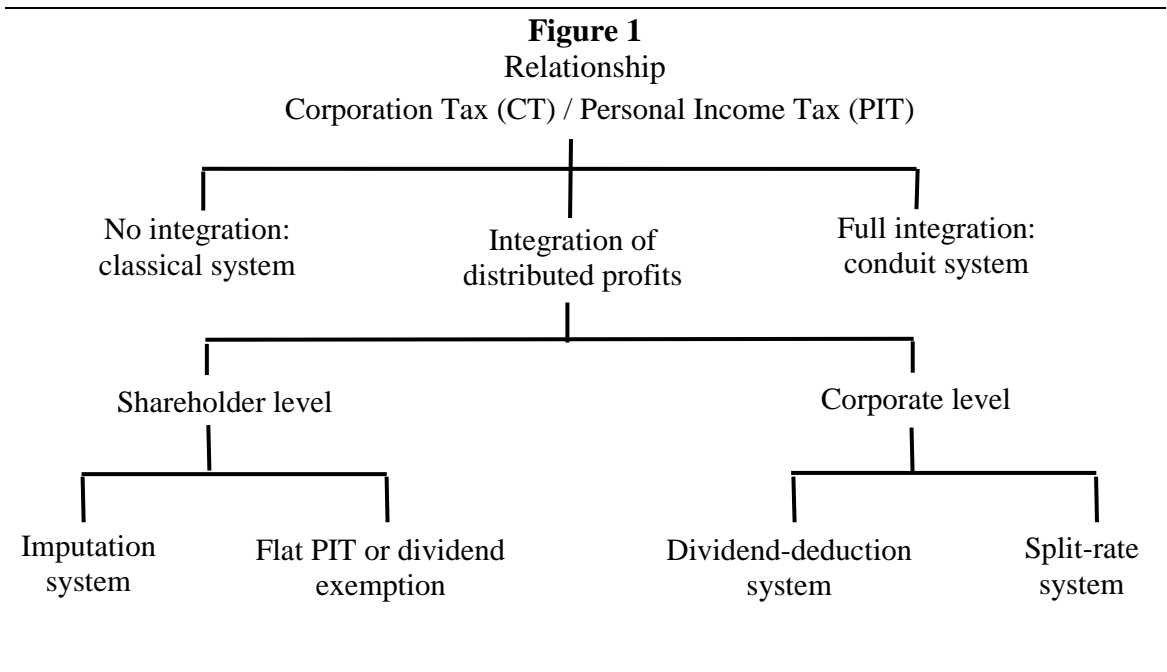 Figure 1
Relationship
Corporation Tax (CT) / Personal Income Tax (PIT)
No integration:
classical system
Integration of
distributed profits
Full integration:
conduit system
Shareholder level
Corporate level
Imputation
system
Flat PIT or dividend
exemption
Dividend-deduction
system
Split-rate
system